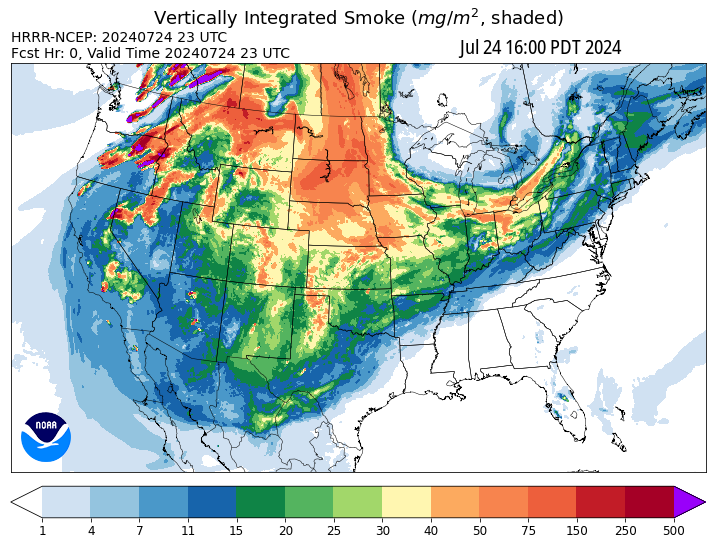 Vertically Integrated Smoke (mg/m², shaded)
HRRR-NCEP: 20240724 23 UTC
Fcst Hr: 0, Valid Time 20240724 23 UTC
Jul 24 16:00 PDT 2024
NOAA
1 4 7 11 15 20 25 30 40 50 75 150 250 500